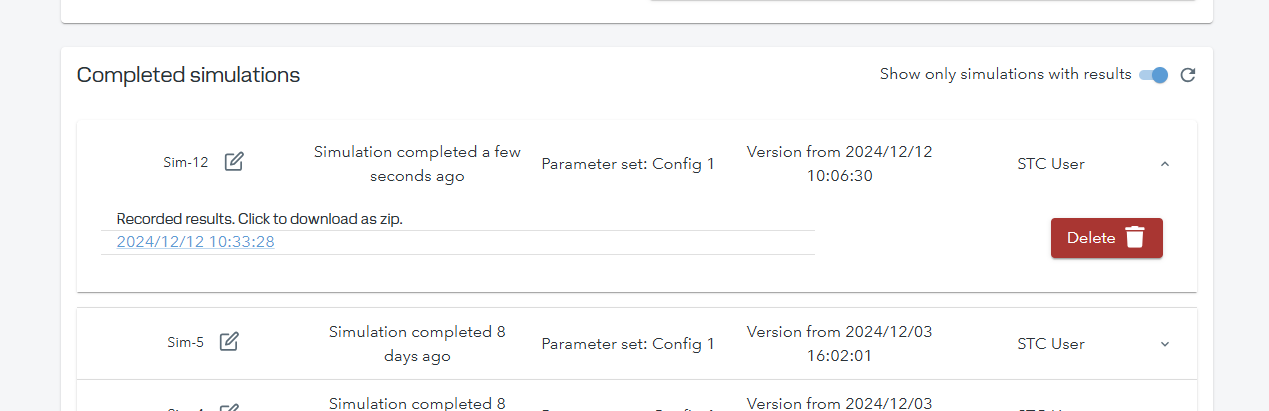 Completed simulations
Show only simulations with results
Sim-12
Simulation completed a few
seconds ago
Parameter set: Config 1
Version from 2024/12/12
10:06:30
STC User
Recorded results. Click to download as zip.
2024/12/12 10:33:28
Delete
Sim-5
Simulation completed 8
days ago
Parameter set: Config 1
Version from 2024/12/03
16:02:01
STC User
Simulation completed 8
Version from 2024/12/03